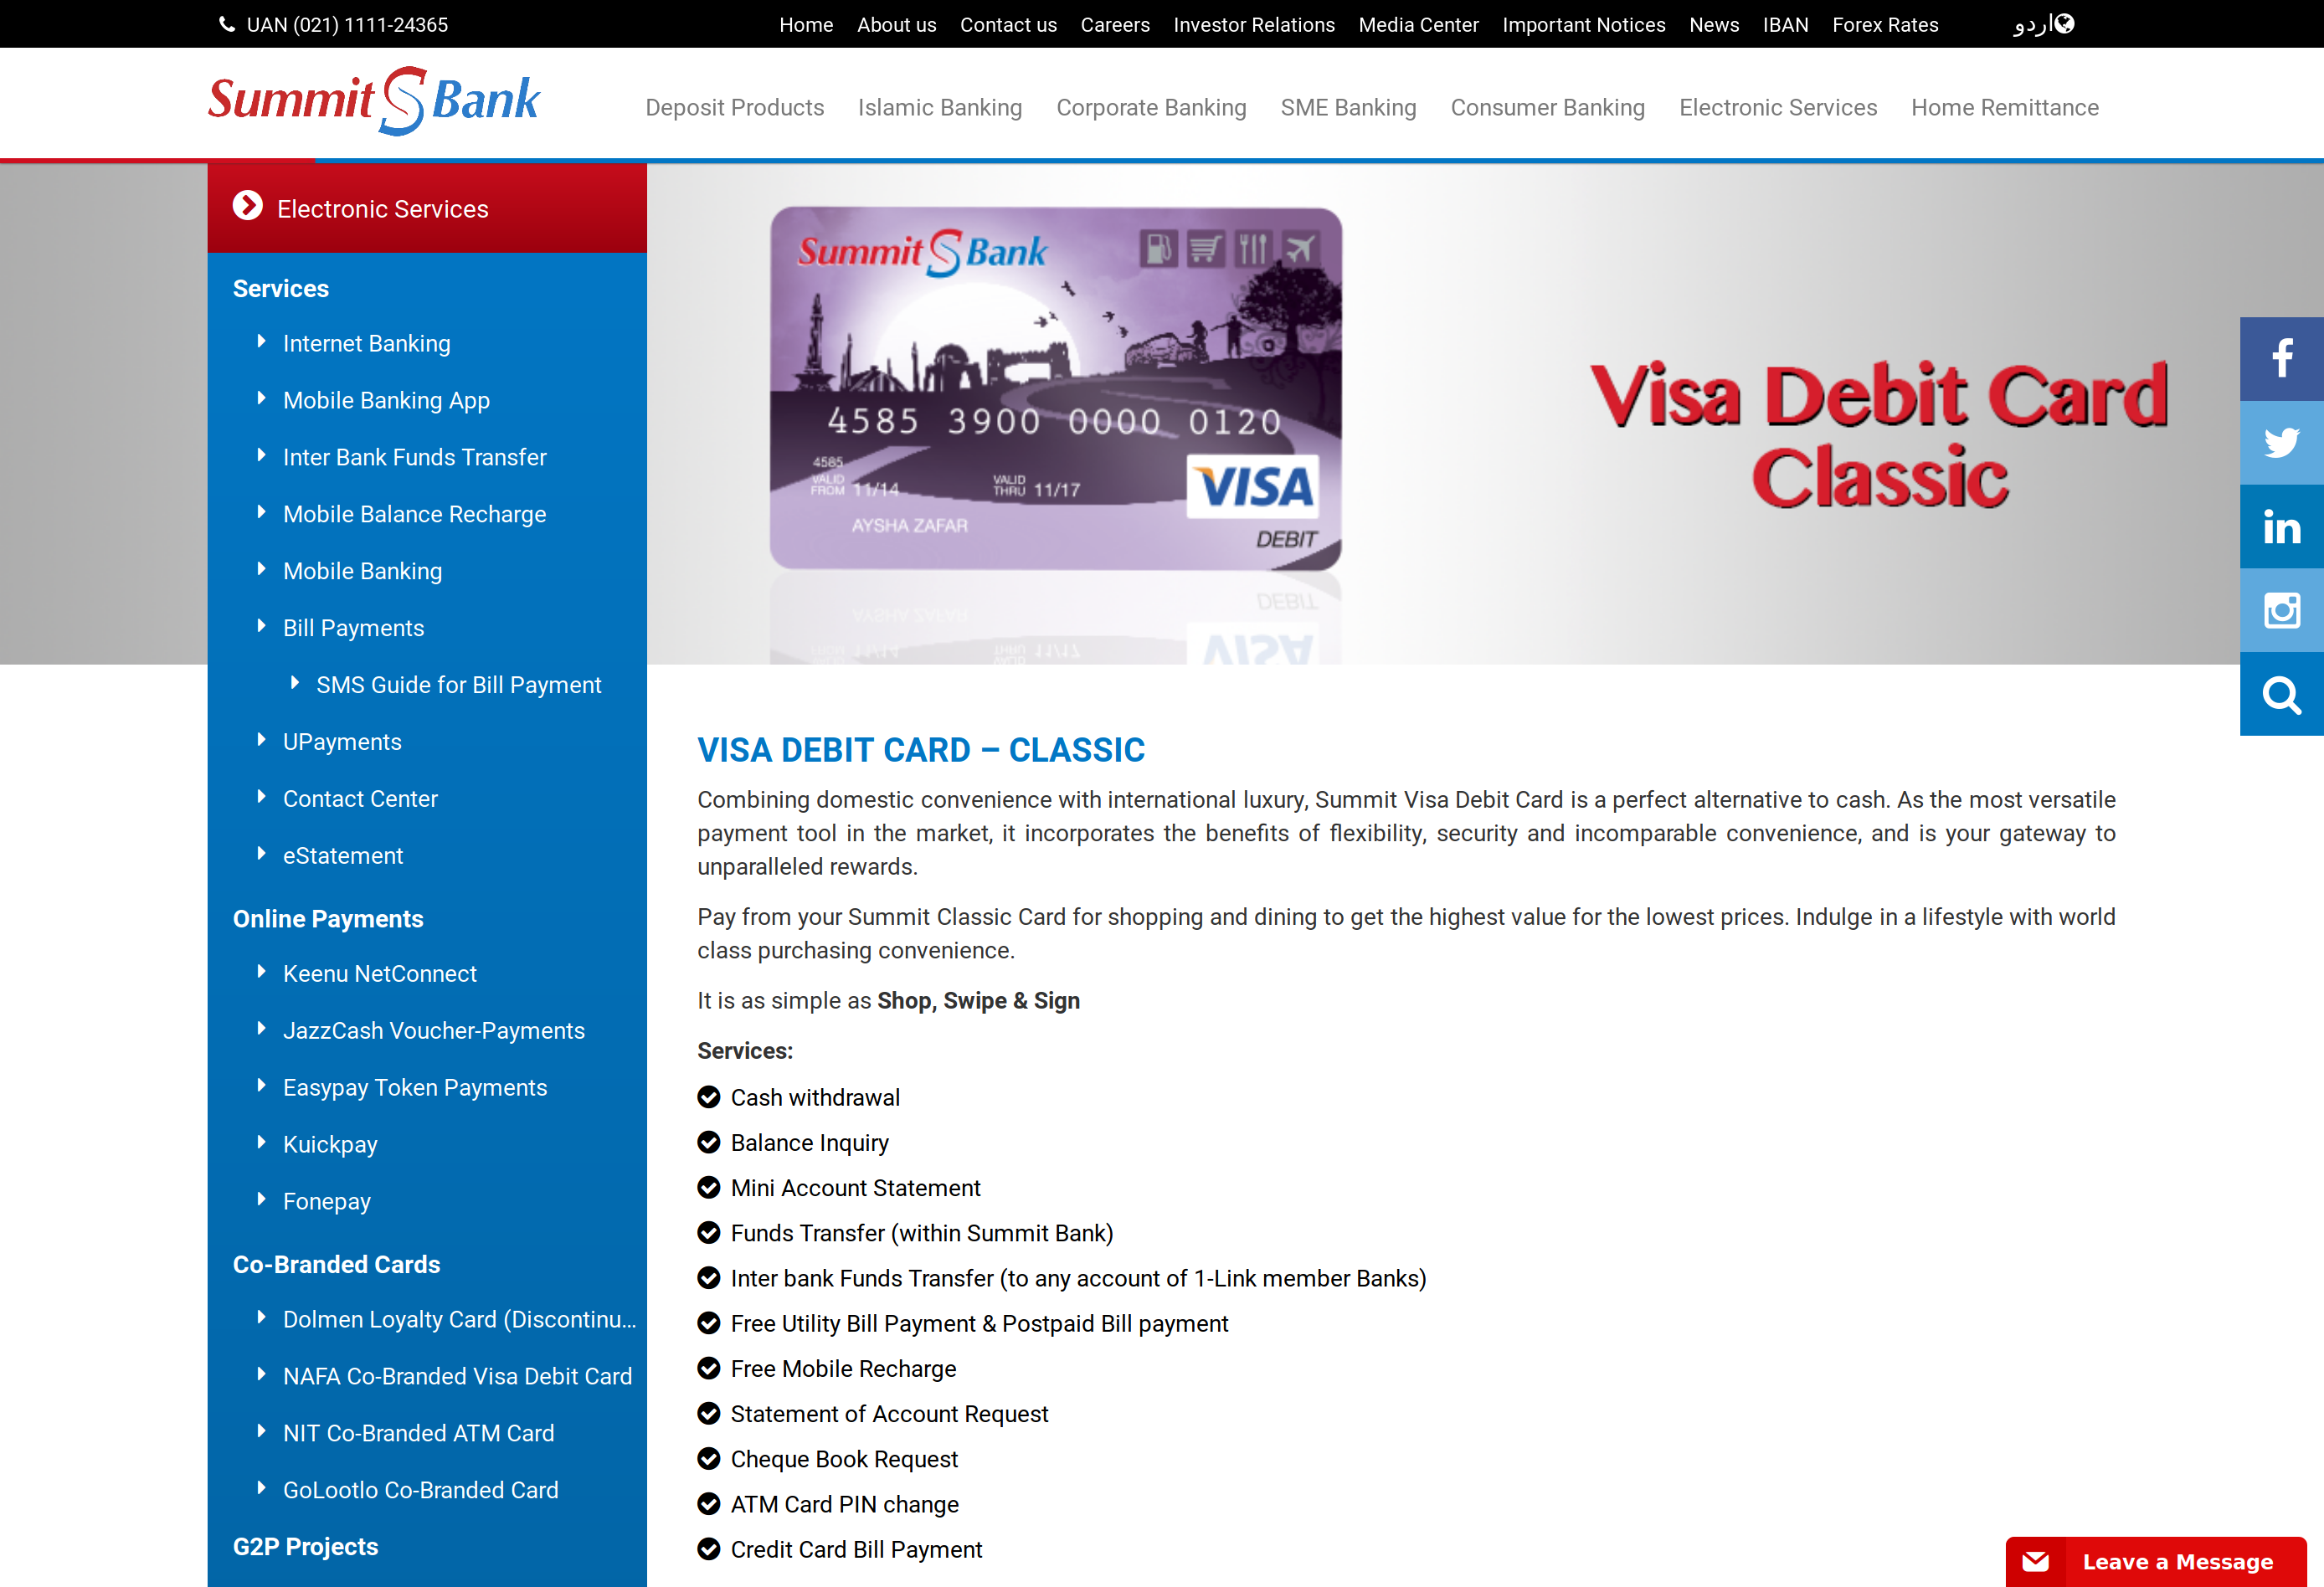 UAN (021) 1111-24365
Home About us Contact us Careers Investor Relations Media Center Important Notices News IBAN Forex Rates اردو
Summit S Bank
Deposit Products Islamic Banking Corporate Banking SME Banking Consumer Banking Electronic Services Home Remittance
Electronic Services
Services
Internet Banking
Mobile Banking App
Inter Bank Funds Transfer
Mobile Balance Recharge
Mobile Banking
Bill Payments
SMS Guide for Bill Payment
UPayments
Contact Center
eStatement
Online Payments
Keenu NetConnect
JazzCash Voucher-Payments
Easypay Token Payments
Kuickpay
Fonepay
Co-Branded Cards
Dolmen Loyalty Card (Discontinu...
NAFA Co-Branded Visa Debit Card
NIT Co-Branded ATM Card
GoLootlo Co-Branded Card
G2P Projects
Summit S Bank
4585 3900 0000 0120
4585
VALID FROM 11/14 VALID THRU 11/17
VISA
AYSHA ZAFAR
DEBIT
Visa Debit Card
Classic
VISA DEBIT CARD – CLASSIC
Combining domestic convenience with international luxury, Summit Visa Debit Card is a perfect alternative to cash. As the most versatile
payment tool in the market, it incorporates the benefits of flexibility, security and incomparable convenience, and is your gateway to
unparalleled rewards.
Pay from your Summit Classic Card for shopping and dining to get the highest value for the lowest prices. Indulge in a lifestyle with world
class purchasing convenience.
It is as simple as Shop, Swipe & Sign
Services:
Cash withdrawal
Balance Inquiry
Mini Account Statement
Funds Transfer (within Summit Bank)
Inter bank Funds Transfer (to any account of 1-Link member Banks)
Free Utility Bill Payment & Postpaid Bill payment
Free Mobile Recharge
Statement of Account Request
Cheque Book Request
ATM Card PIN change
Credit Card Bill Payment
Leave a Message